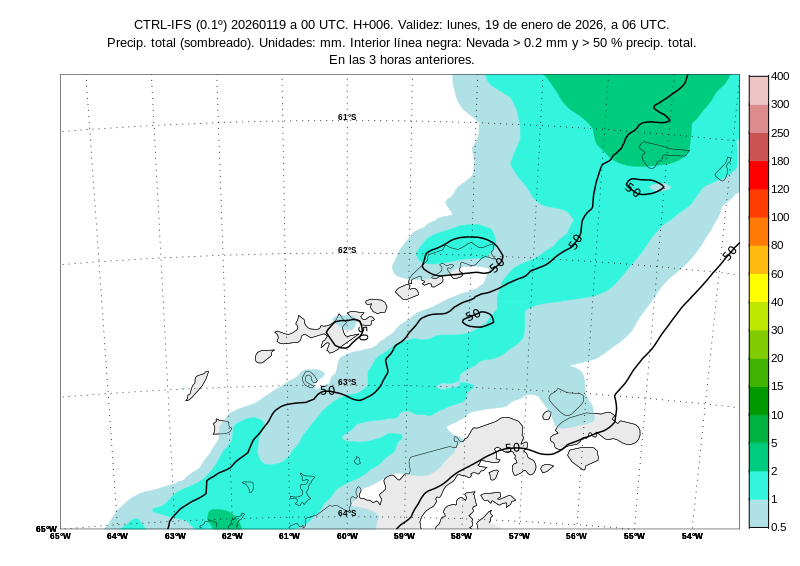 CTRL-IFS (0.1º) 20260119 a 00 UTC. H+006. Validez: lunes, 19 de enero de 2026, a 06 UTC.
Precip. total (sombreado). Unidades: mm. Interior línea negra: Nevada > 0.2 mm y > 50 % precip. total.
En las 3 horas anteriores.
400
300
250
180
120
100
80
60
40
30
20
15
10
5
2
1
0.5
61°S
50
50
62°S
50
50
50
50
63°S
50
50
64°S
65°W
65°W
64°W
63°W
62°W
61°W
60°W
59°W
58°W
57°W
56°W
55°W
54°W